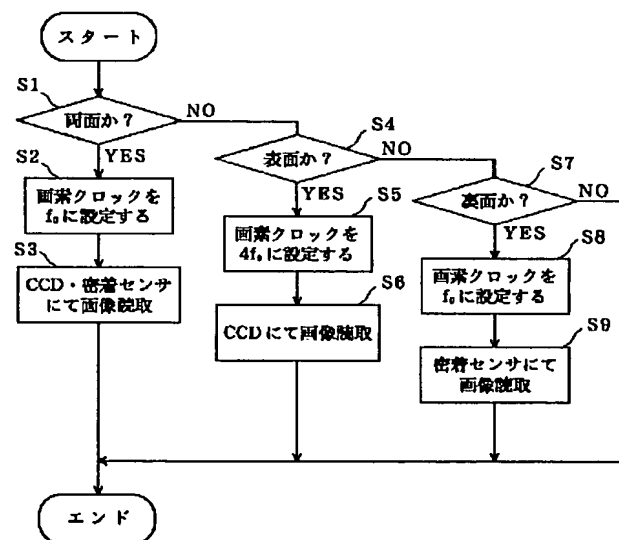 スタート
S1
両面か?
NO
YES
S2
画素クロックを
f₀に設定する
S3
CCD・密着センサ
にて画像読取
S4
表面か?
NO
YES
S5
画素クロックを
4f₀に設定する
S6
CCDにて画像読取
S7
裏面か?
NO
YES
S8
画素クロックを
f₀に設定する
S9
密着センサにて
画像読取
エンド